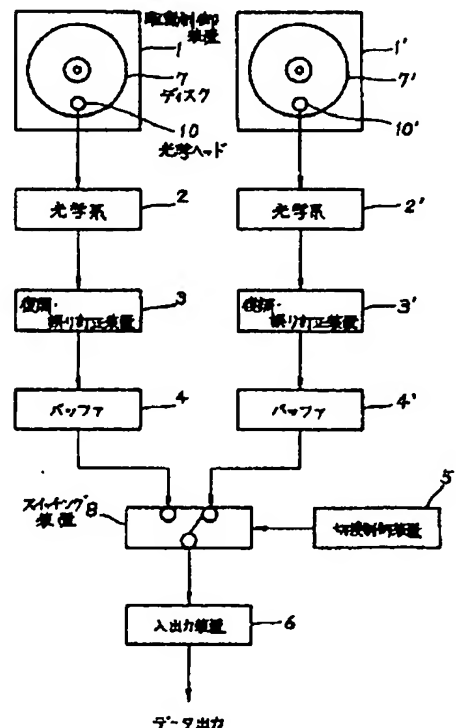 駆動制御
装置
1
7
ディスク
10
光学ヘッド
1'
7'
10'
光学系
2
光学系
2'
復調・
誤り訂正装置
3
復調・
誤り訂正装置
3'
バッファ
4
バッファ
4'
スイッチング
装置
8
5
切換制御装置
入出力装置
6
データ出力